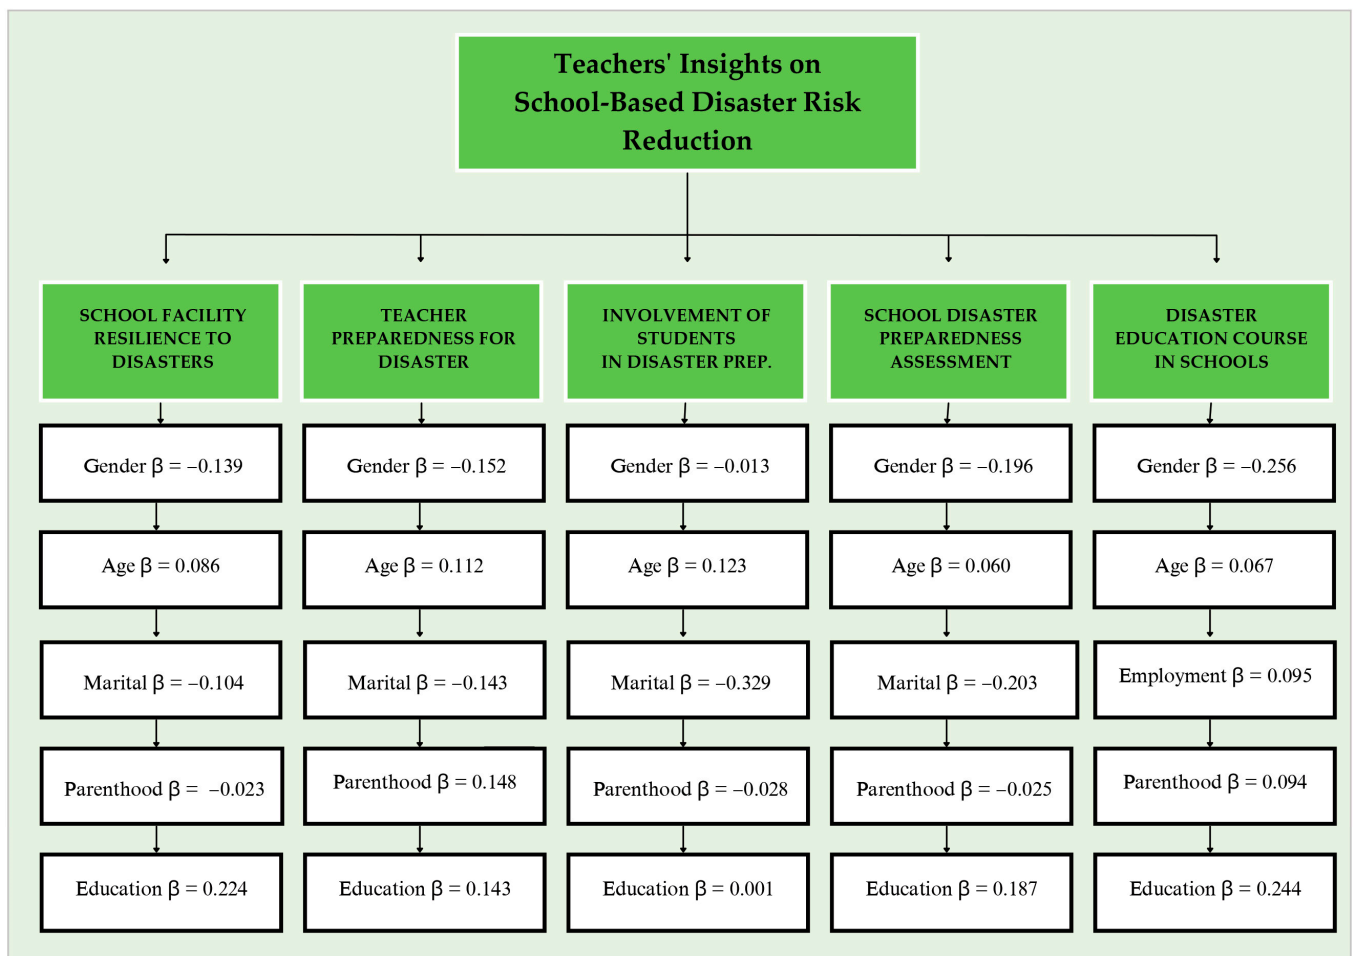 Teachers' Insights on
School-Based Disaster Risk
Reduction
SCHOOL FACILITY
RESILIENCE TO
DISASTERS
TEACHER
PREPAREDNESS FOR
DISASTER
INVOLVEMENT OF
STUDENTS
IN DISASTER PREP.
SCHOOL DISASTER
PREPAREDNESS
ASSESSMENT
DISASTER
EDUCATION COURSE
IN SCHOOLS
Gender β = –0.139
Gender β = –0.152
Gender β = –0.013
Gender β = –0.196
Gender β = –0.256
Age β = 0.086
Age β = 0.112
Age β = 0.123
Age β = 0.060
Age β = 0.067
Marital β = –0.104
Marital β = –0.143
Marital β = –0.329
Marital β = –0.203
Employment β = 0.095
Parenthood β = –0.023
Parenthood β = 0.148
Parenthood β = –0.028
Parenthood β = –0.025
Parenthood β = 0.094
Education β = 0.224
Education β = 0.143
Education β = 0.001
Education β = 0.187
Education β = 0.244